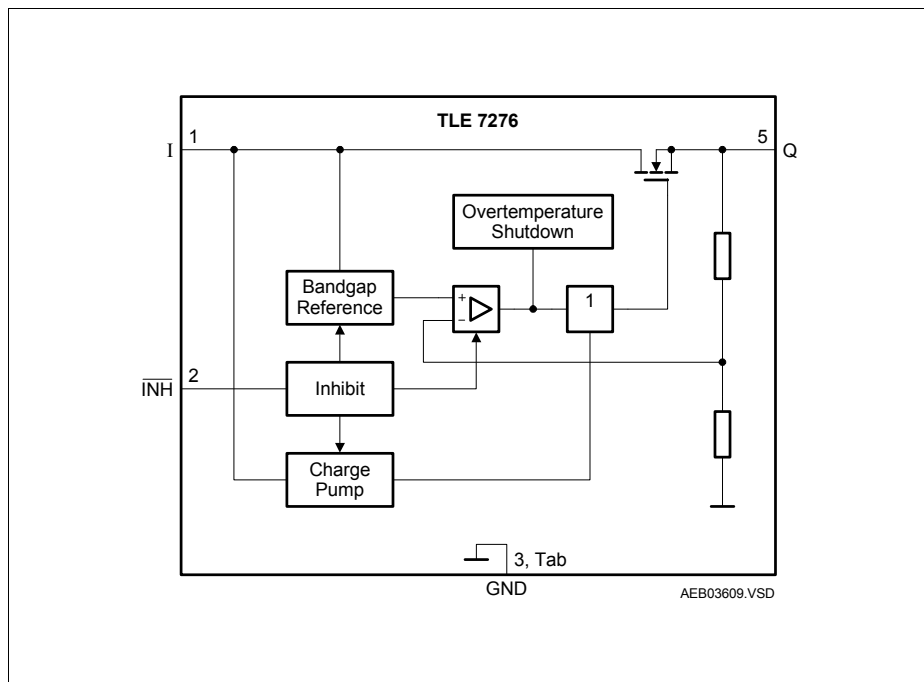 TLE 7276
1
I
5
Q
Overtemperature
Shutdown
Bandgap
Reference
+
−
1
2
INH
Inhibit
Charge
Pump
3, Tab
GND
AEB03609.VSD